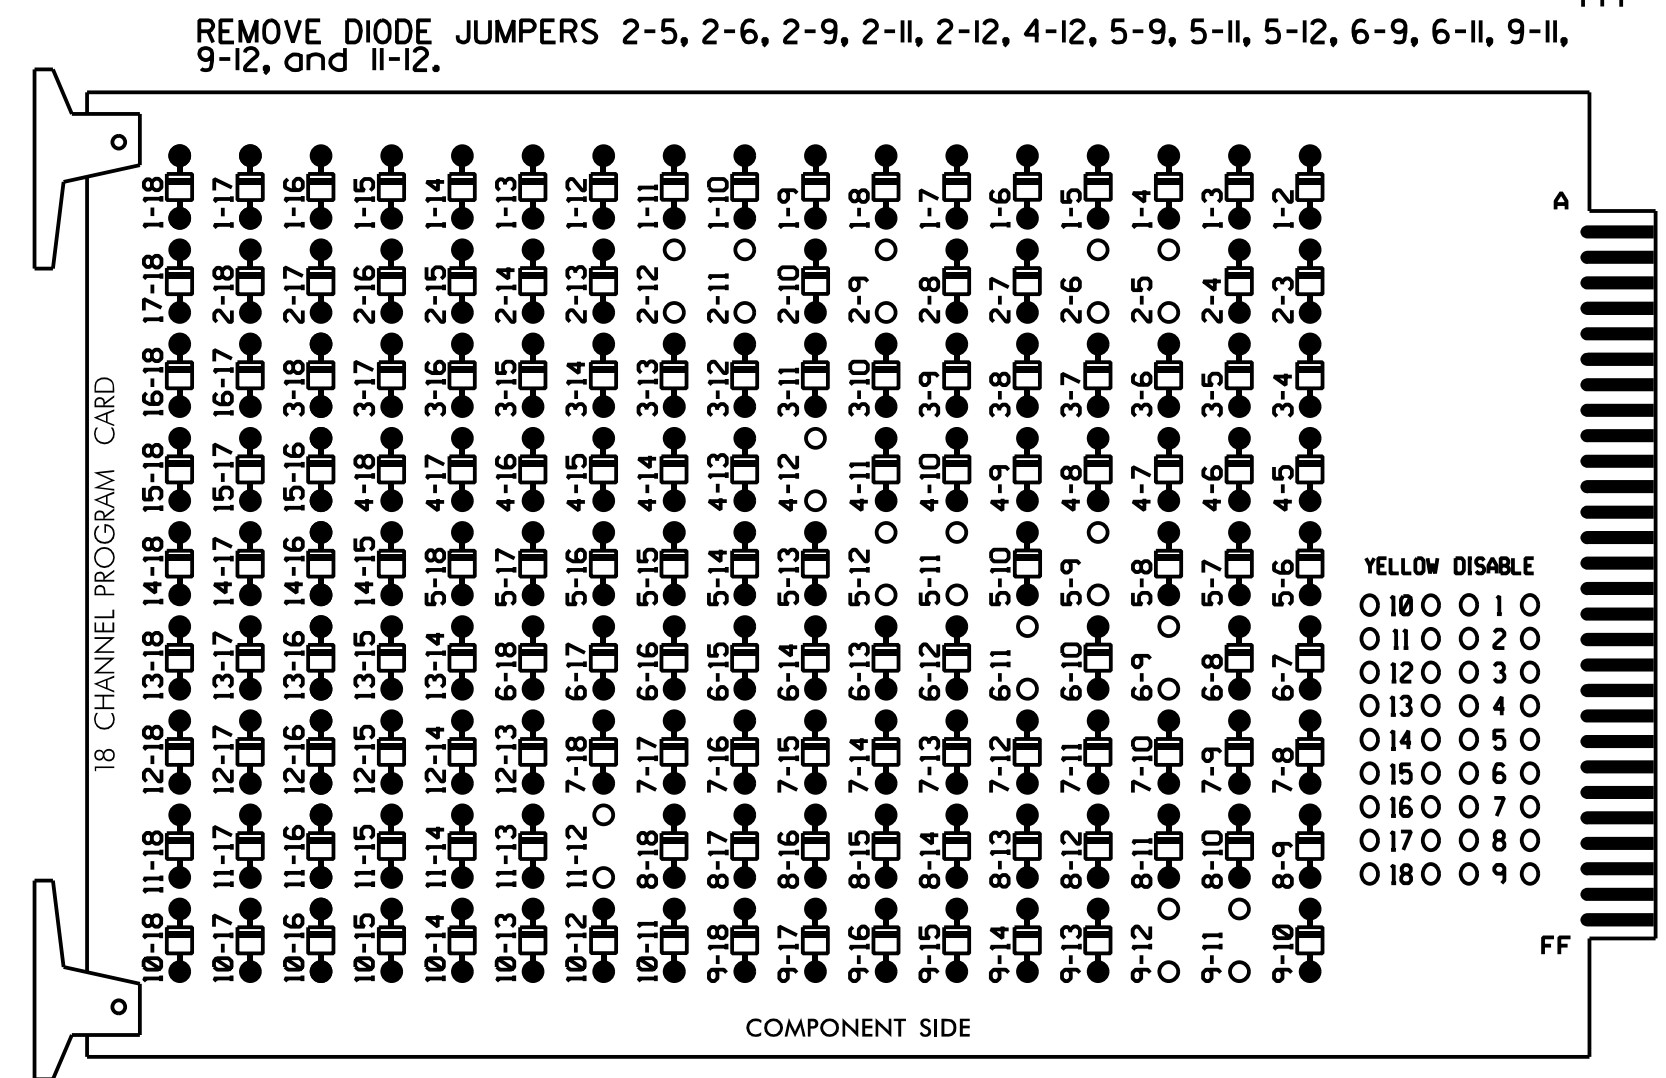 REMOVE DIODE JUMPERS 2-5, 2-6, 2-9, 2-11, 2-12, 4-12, 5-9, 5-11, 5-12, 6-9, 6-11, 9-11,
9-12, and 11-12.
1-18 1-17 1-16 1-15 1-14 1-13 1-12 1-11 1-10 1-9 1-8 1-7 1-6 1-5 1-4 1-3 1-2
A
17-18 2-18 2-17 2-16 2-15 2-14 2-13 2-12 2-11 2-10 2-9 2-8 2-7 2-6 2-5 2-4 2-3
16-18 16-17 3-18 3-17 3-16 3-15 3-14 3-13 3-12 3-11 3-10 3-9 3-8 3-7 3-6 3-5 3-4
15-18 15-17 15-16 4-18 4-17 4-16 4-15 4-14 4-13 4-12 4-11 4-10 4-9 4-8 4-7 4-6 4-5
14-18 14-17 14-16 14-15 5-18 5-17 5-16 5-15 5-14 5-13 5-12 5-11 5-10 5-9 5-8 5-7 5-6
13-18 13-17 13-16 13-15 13-14 6-18 6-17 6-16 6-15 6-14 6-13 6-12 6-11 6-10 6-9 6-8 6-7
12-18 12-17 12-16 12-15 12-14 12-13 7-18 7-17 7-16 7-15 7-14 7-13 7-12 7-11 7-10 7-9 7-8
11-18 11-17 11-16 11-15 11-14 11-13 11-12 8-18 8-17 8-16 8-15 8-14 8-13 8-12 8-11 8-10 8-9
10-18 10-17 10-16 10-15 10-14 10-13 10-12 10-11 9-18 9-17 9-16 9-15 9-14 9-13 9-12 9-11 9-10
18 CHANNEL PROGRAM CARD
YELLOW DISABLE
10 1
11 2
12 3
13 4
14 5
15 6
16 7
17 8
18 9
FF
COMPONENT SIDE